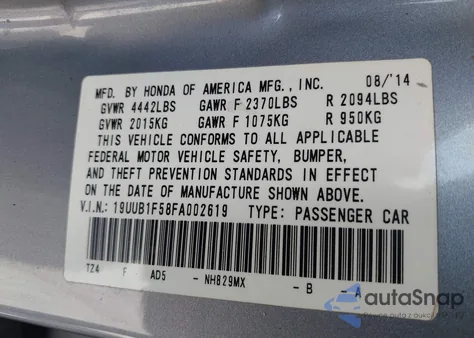 MFD. BY HONDA OF AMERICA MFG., INC. 08/'14
GVWR 4442LBS GAWR F 2370LBS R 2094LBS
GVWR 2015KG GAWR F 1075KG R 950KG
THIS VEHICLE CONFORMS TO ALL APPLICABLE
FEDERAL MOTOR VEHICLE SAFETY, BUMPER,
AND THEFT PREVENTION STANDARDS IN EFFECT
ON THE DATE OF MANUFACTURE SHOWN ABOVE.
V.I.N.: 19UUB1F58FA002619 TYPE: PASSENGER CAR
TZ4 F AD5 - NH829MX - B - A
autoSnap